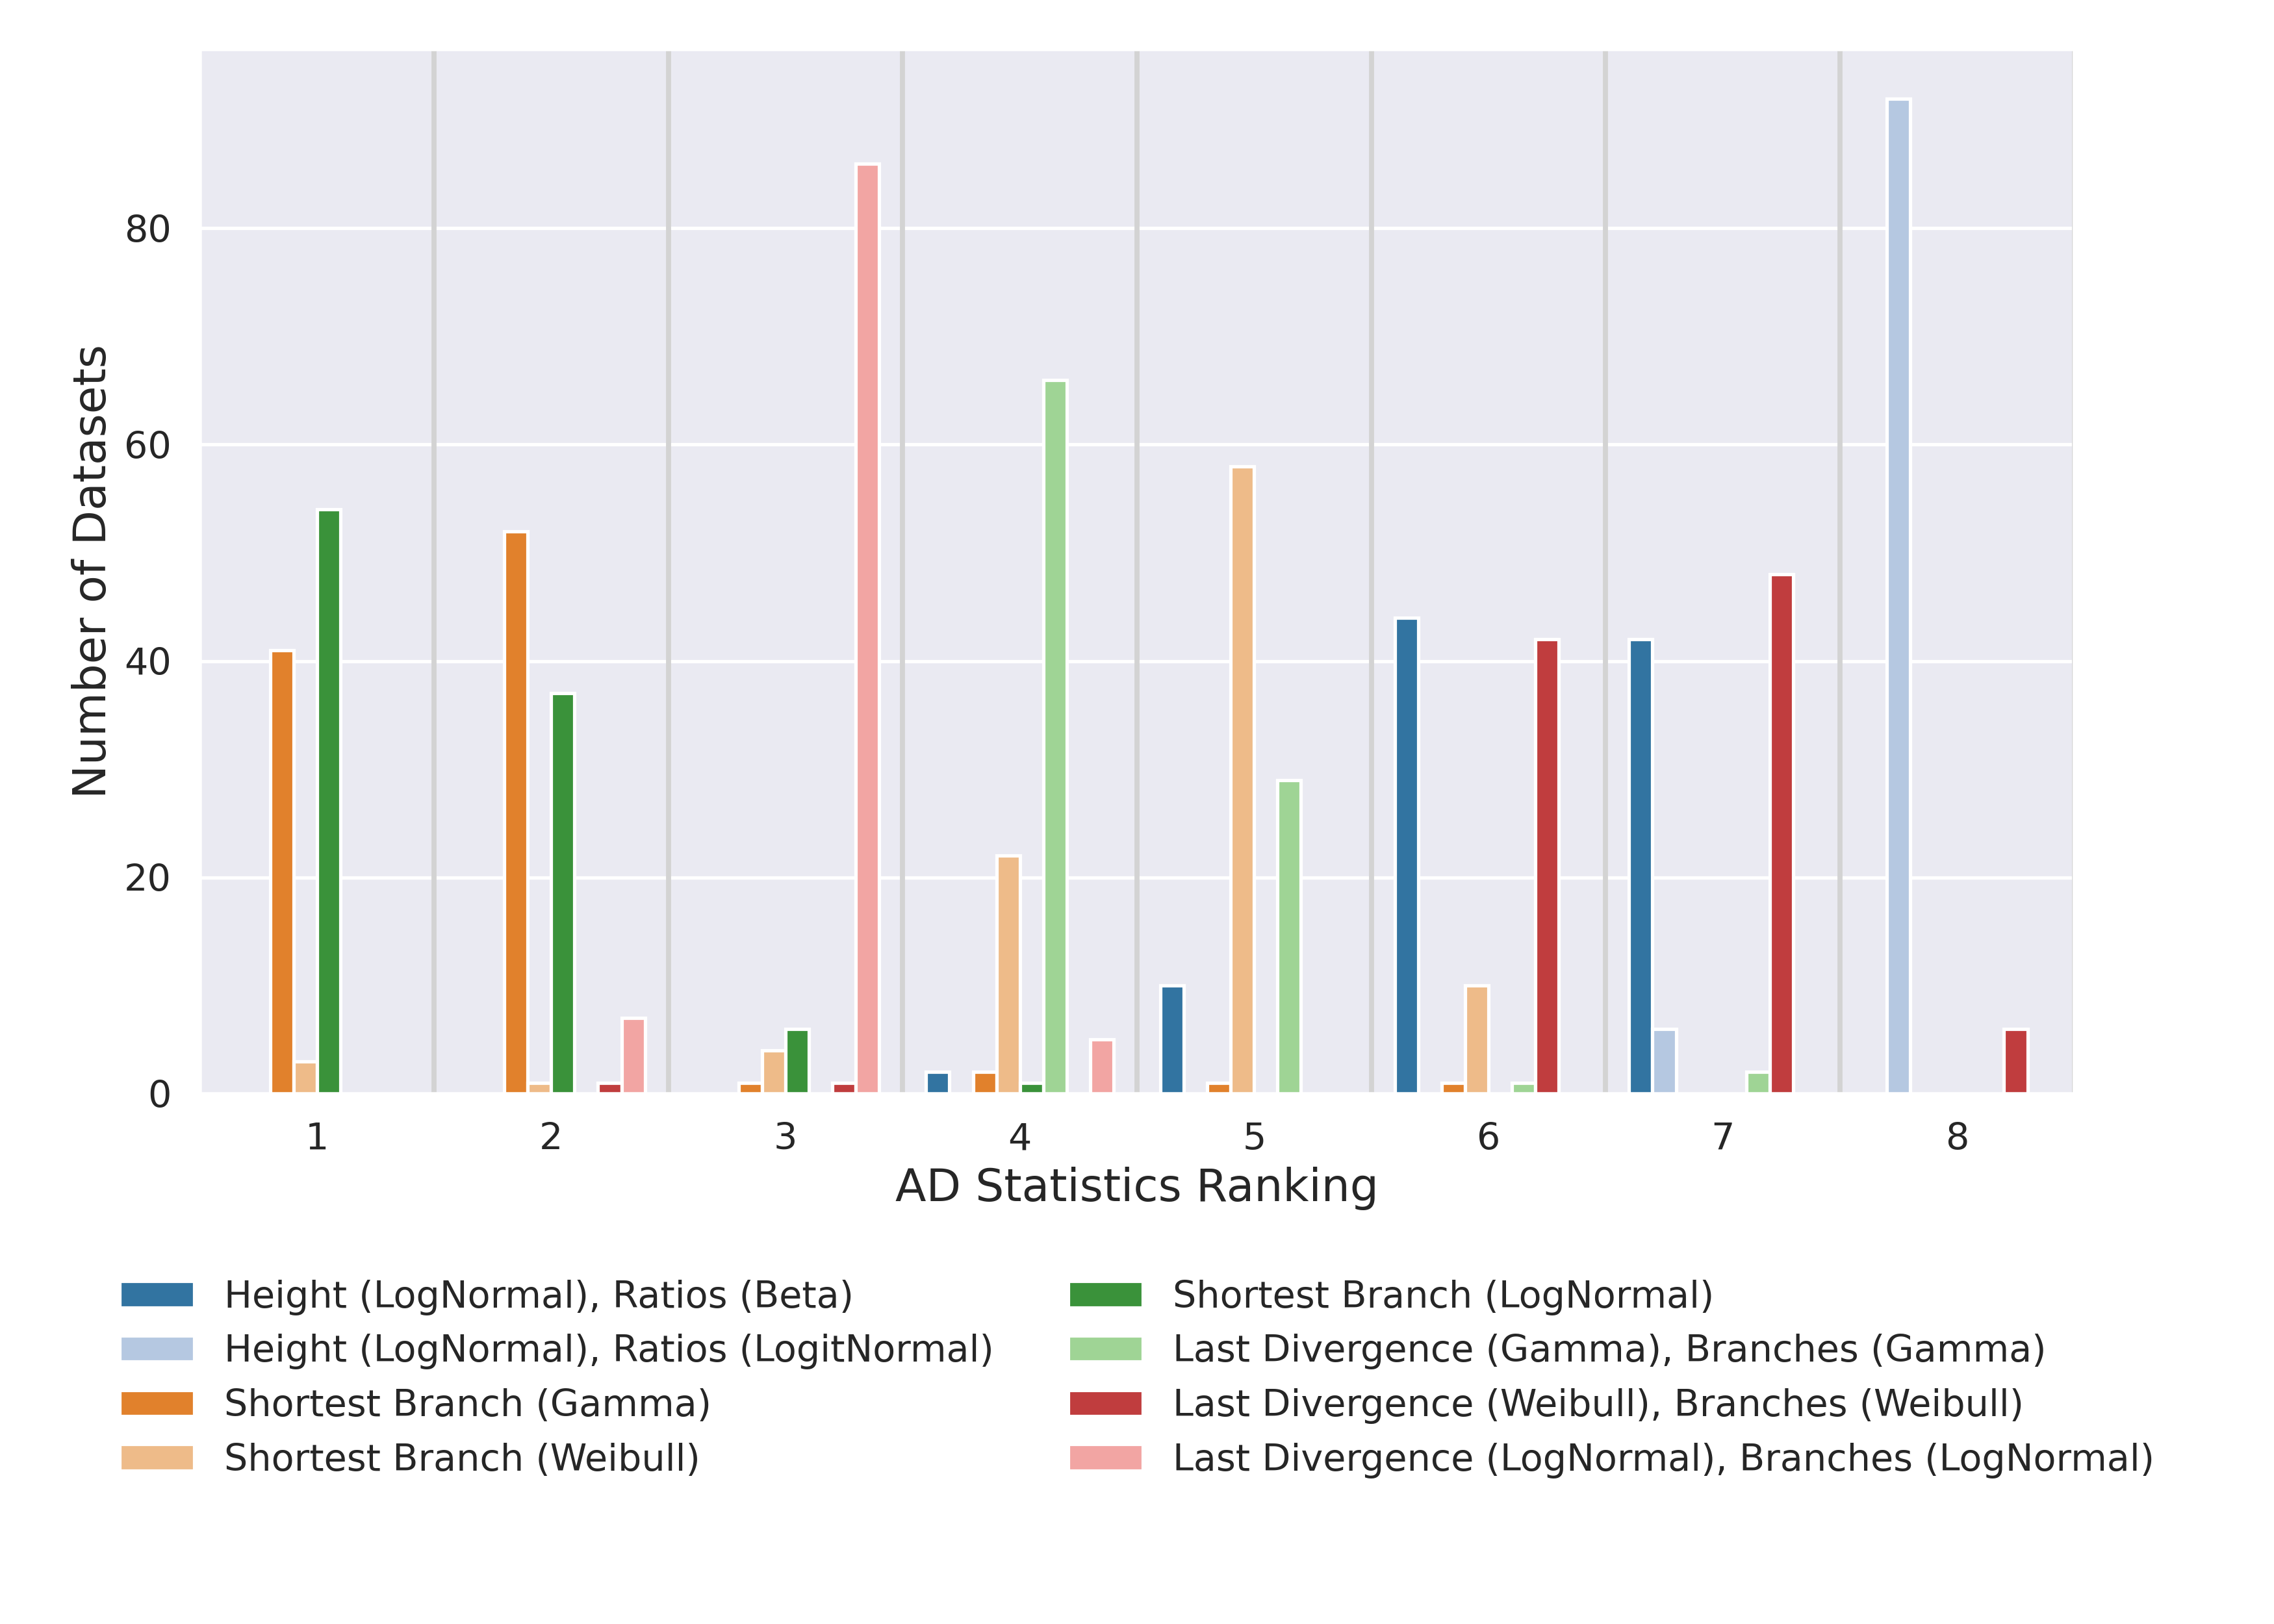 80
60
40
20
0
Number of Datasets
1 2 3 4 5 6 7 8
AD Statistics Ranking
Height (LogNormal), Ratios (Beta)
Height (LogNormal), Ratios (LogitNormal)
Shortest Branch (Gamma)
Shortest Branch (Weibull)
Shortest Branch (LogNormal)
Last Divergence (Gamma), Branches (Gamma)
Last Divergence (Weibull), Branches (Weibull)
Last Divergence (LogNormal), Branches (LogNormal)